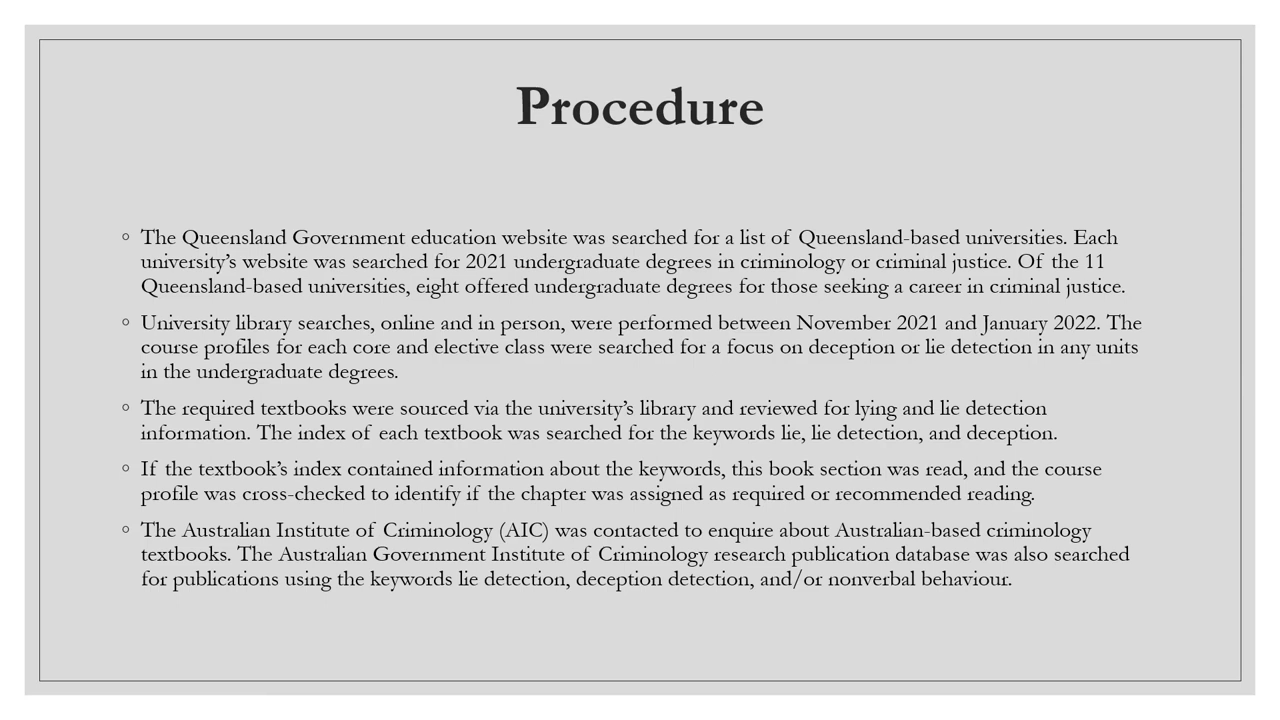 Procedure
◦ The Queensland Government education website was searched for a list of Queensland-based universities. Each
university’s website was searched for 2021 undergraduate degrees in criminology or criminal justice. Of the 11
Queensland-based universities, eight offered undergraduate degrees for those seeking a career in criminal justice.
◦ University library searches, online and in person, were performed between November 2021 and January 2022. The
course profiles for each core and elective class were searched for a focus on deception or lie detection in any units
in the undergraduate degrees.
◦ The required textbooks were sourced via the university’s library and reviewed for lying and lie detection
information. The index of each textbook was searched for the keywords lie, lie detection, and deception.
◦ If the textbook’s index contained information about the keywords, this book section was read, and the course
profile was cross-checked to identify if the chapter was assigned as required or recommended reading.
◦ The Australian Institute of Criminology (AIC) was contacted to enquire about Australian-based criminology
textbooks. The Australian Government Institute of Criminology research publication database was also searched
for publications using the keywords lie detection, deception detection, and/or nonverbal behaviour.